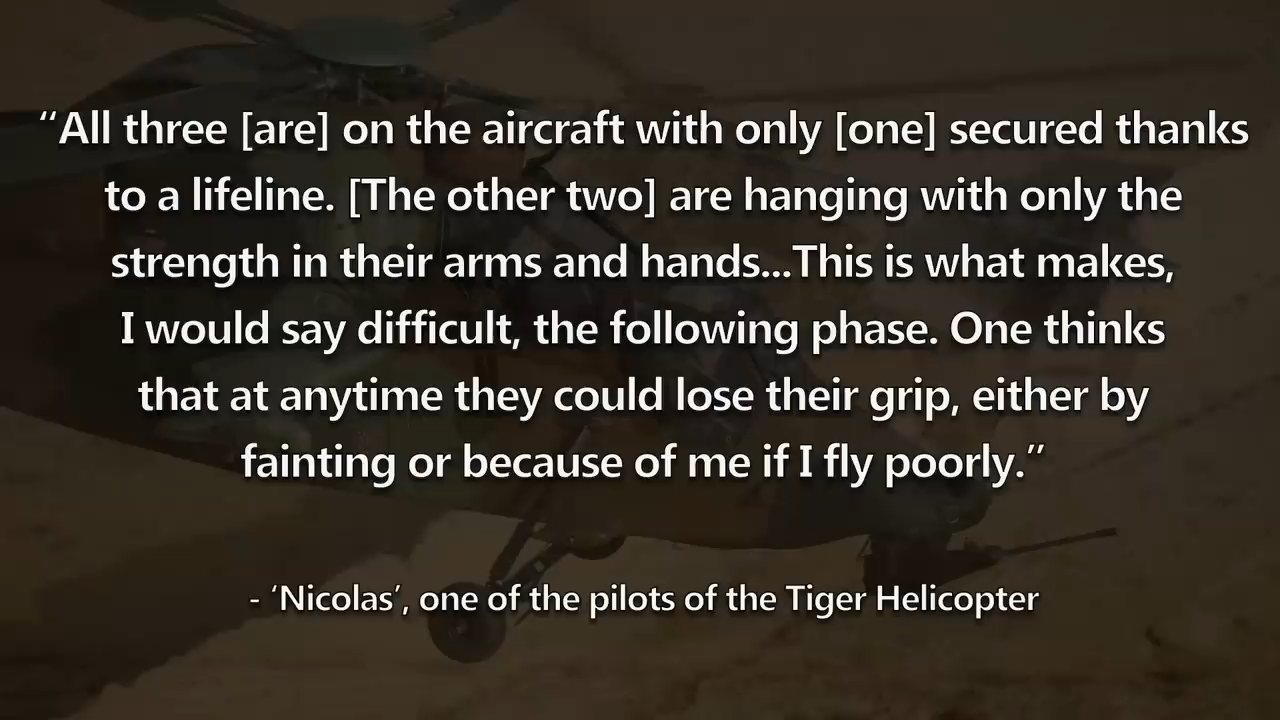 “All three [are] on the aircraft with only [one] secured thanks
to a lifeline. [The other two] are hanging with only the
strength in their arms and hands...This is what makes,
I would say difficult, the following phase. One thinks
that at anytime they could lose their grip, either by
fainting or because of me if I fly poorly.”
- ‘Nicolas’, one of the pilots of the Tiger Helicopter